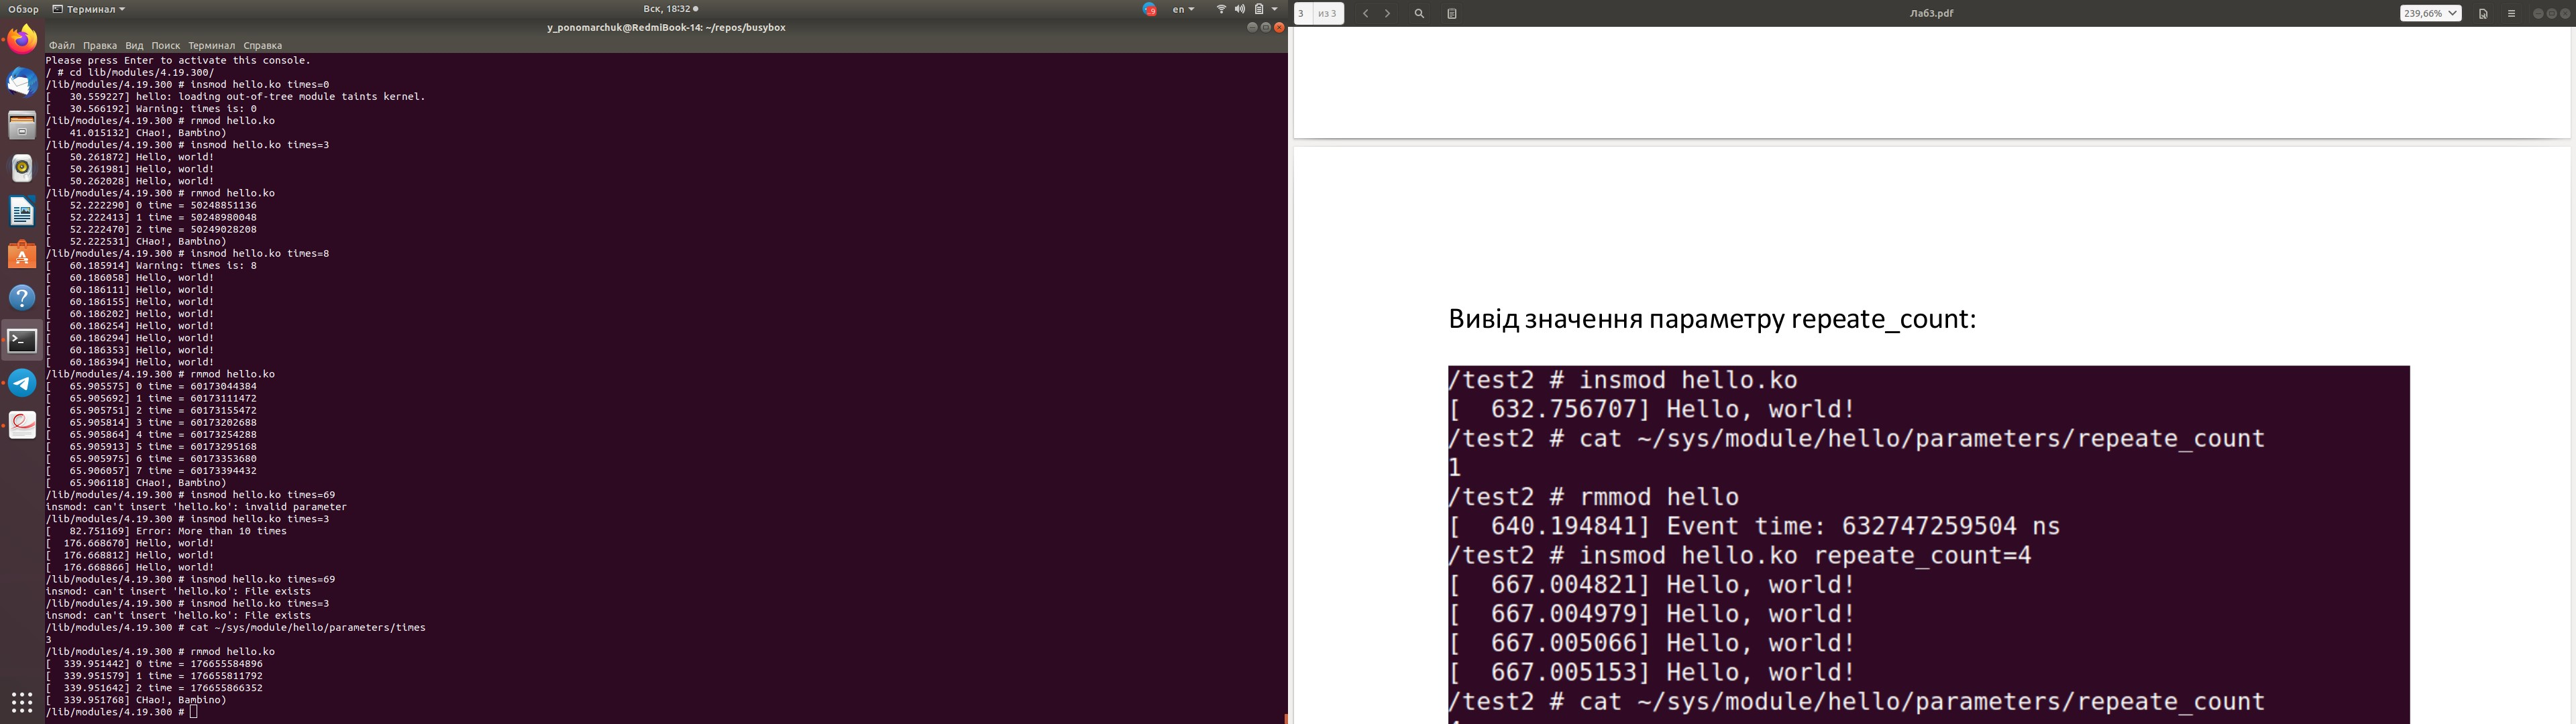 Обзор
Терминал
Вск, 18:32
en
y_ponomarchuk@RedmiBook-14: ~/repos/busybox
Файл Правка Вид Поиск Терминал Справка
Please press Enter to activate this console.
/ # cd lib/modules/4.19.300/
/lib/modules/4.19.300 # insmod hello.ko times=0
[   30.559227] hello: loading out-of-tree module taints kernel.
[   30.566192] Warning: times is: 0
/lib/modules/4.19.300 # rmmod hello.ko
[   41.015132] CHao!, Bambino)
/lib/modules/4.19.300 # insmod hello.ko times=3
[   50.261872] Hello, world!
[   50.261981] Hello, world!
[   50.262028] Hello, world!
/lib/modules/4.19.300 # rmmod hello.ko
[   52.222290] 0 time = 50248851136
[   52.222413] 1 time = 50248980048
[   52.222470] 2 time = 50249028208
[   52.222531] CHao!, Bambino)
/lib/modules/4.19.300 # insmod hello.ko times=8
[   60.185914] Warning: times is: 8
[   60.186058] Hello, world!
[   60.186111] Hello, world!
[   60.186155] Hello, world!
[   60.186202] Hello, world!
[   60.186254] Hello, world!
[   60.186294] Hello, world!
[   60.186353] Hello, world!
[   60.186394] Hello, world!
/lib/modules/4.19.300 # rmmod hello.ko
[   65.905575] 0 time = 60173044384
[   65.905692] 1 time = 60173111472
[   65.905751] 2 time = 60173155472
[   65.905814] 3 time = 60173202688
[   65.905864] 4 time = 60173254288
[   65.905913] 5 time = 60173295168
[   65.905975] 6 time = 60173353680
[   65.906057] 7 time = 60173394432
[   65.906118] CHao!, Bambino)
/lib/modules/4.19.300 # insmod hello.ko times=69
insmod: can't insert 'hello.ko': invalid parameter
/lib/modules/4.19.300 # insmod hello.ko times=3
[   82.751169] Error: More than 10 times
[  176.668670] Hello, world!
[  176.668812] Hello, world!
[  176.668866] Hello, world!
/lib/modules/4.19.300 # insmod hello.ko times=69
insmod: can't insert 'hello.ko': File exists
/lib/modules/4.19.300 # insmod hello.ko times=3
insmod: can't insert 'hello.ko': File exists
/lib/modules/4.19.300 # cat ~/sys/module/hello/parameters/times
3
/lib/modules/4.19.300 # rmmod hello.ko
[  339.951442] 0 time = 176655584896
[  339.951579] 1 time = 176655811792
[  339.951642] 2 time = 176655866352
[  339.951768] CHao!, Bambino)
/lib/modules/4.19.300 #
3 из 3
Лаб3.pdf
239,66%
Вивід значення параметру repeate_count:
/test2 # insmod hello.ko
[  632.756707] Hello, world!
/test2 # cat ~/sys/module/hello/parameters/repeate_count
1
/test2 # rmmod hello
[  640.194841] Event time: 632747259504 ns
/test2 # insmod hello.ko repeate_count=4
[  667.004821] Hello, world!
[  667.004979] Hello, world!
[  667.005066] Hello, world!
[  667.005153] Hello, world!
/test2 # cat ~/sys/module/hello/parameters/repeate_count